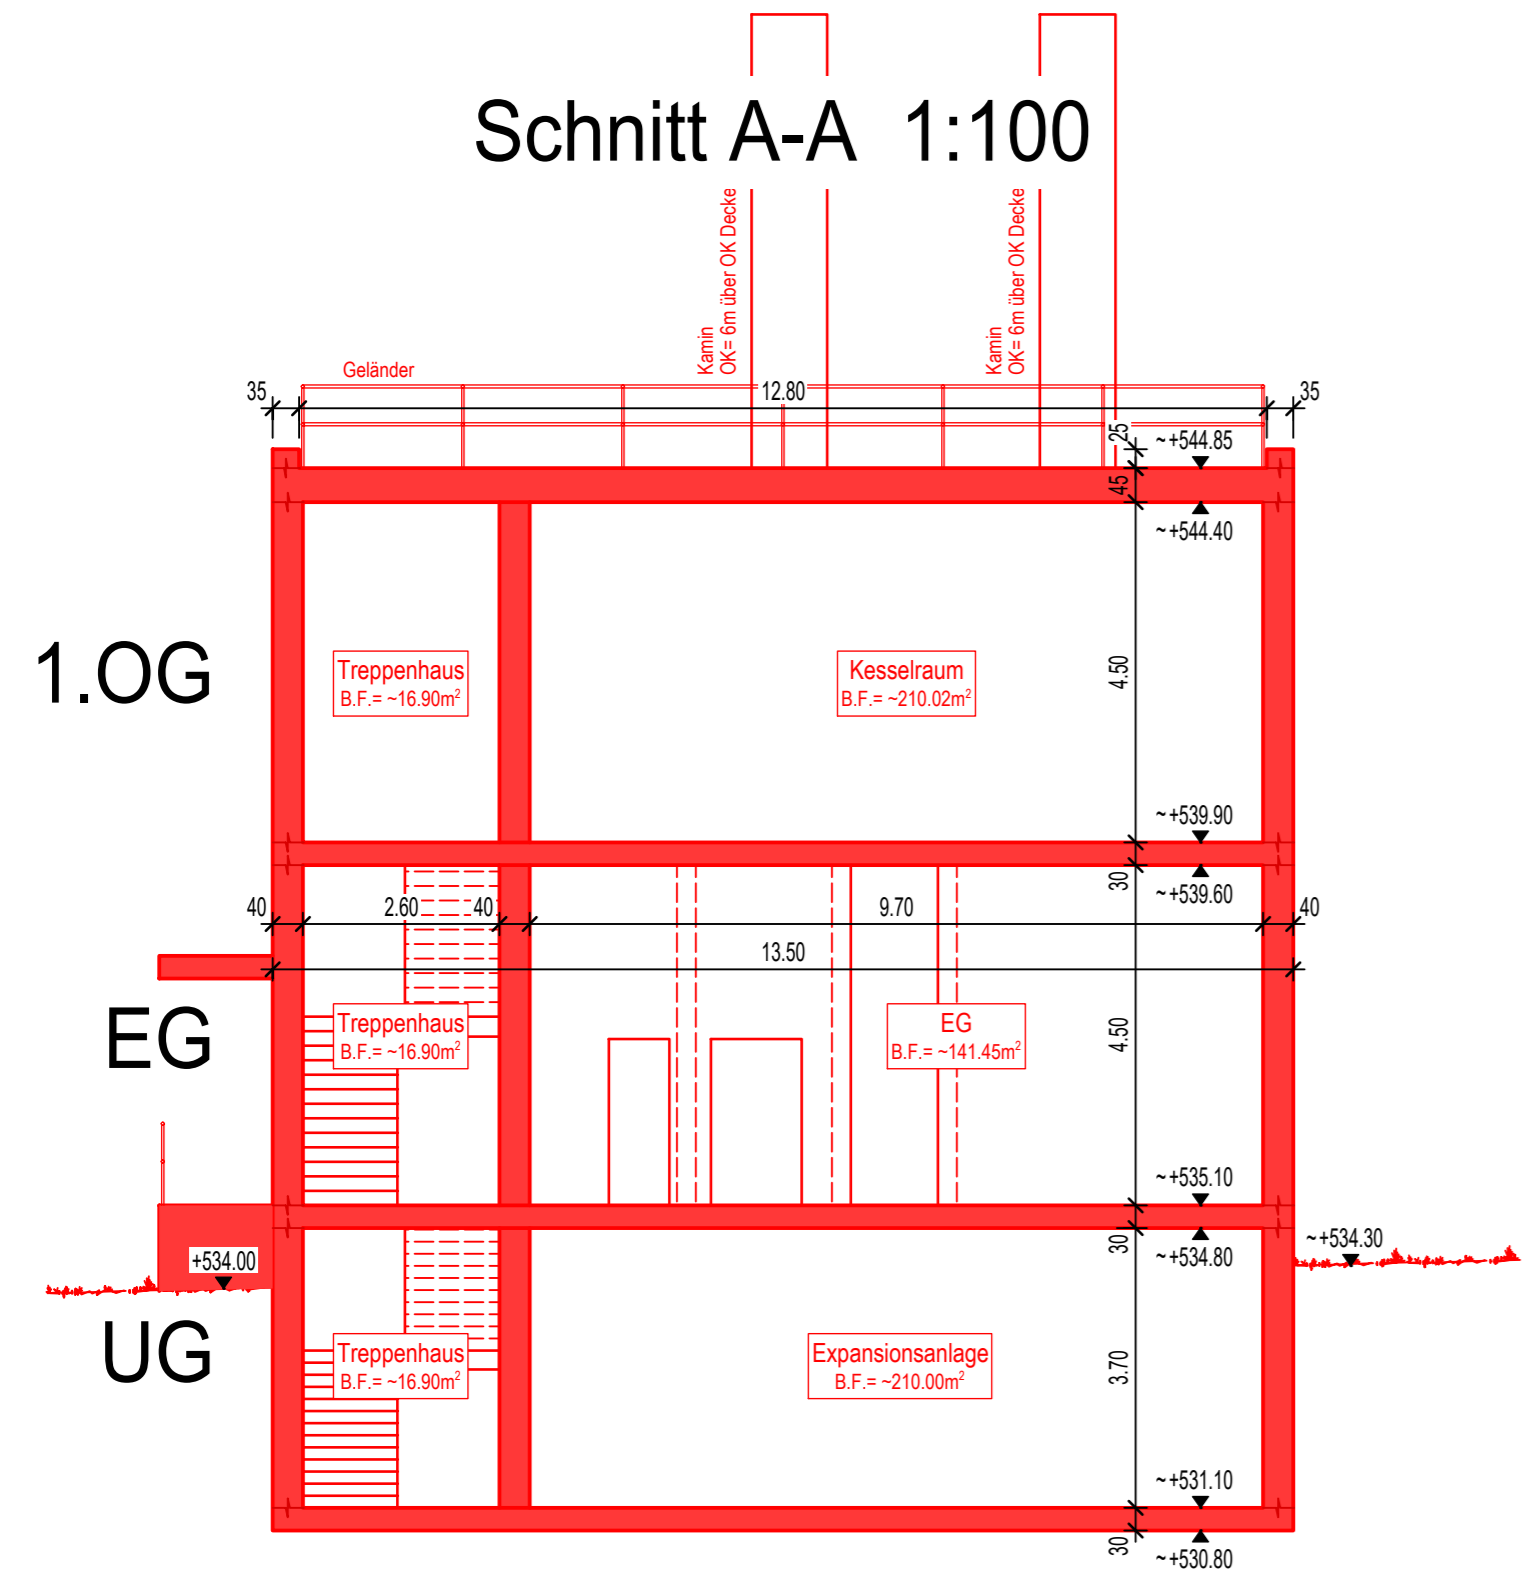 Schnitt A-A 1:100
Kamin
OK= 6m über OK Decke
Kamin
OK= 6m über OK Decke
Geländer
35
12.80
35
25
~+544.85
45
~+544.40
1.OG
Treppenhaus
B.F.= ~16.90m²
Kesselraum
B.F.= ~210.02m²
4.50
~+539.90
30
~+539.60
40
2.60
40
9.70
40
13.50
EG
Treppenhaus
B.F.= ~16.90m²
EG
B.F.= ~141.45m²
4.50
~+535.10
30
~+534.80
+534.00
~+534.30
UG
Treppenhaus
B.F.= ~16.90m²
Expansionsanlage
B.F.= ~210.00m²
3.70
~+531.10
30
~+530.80